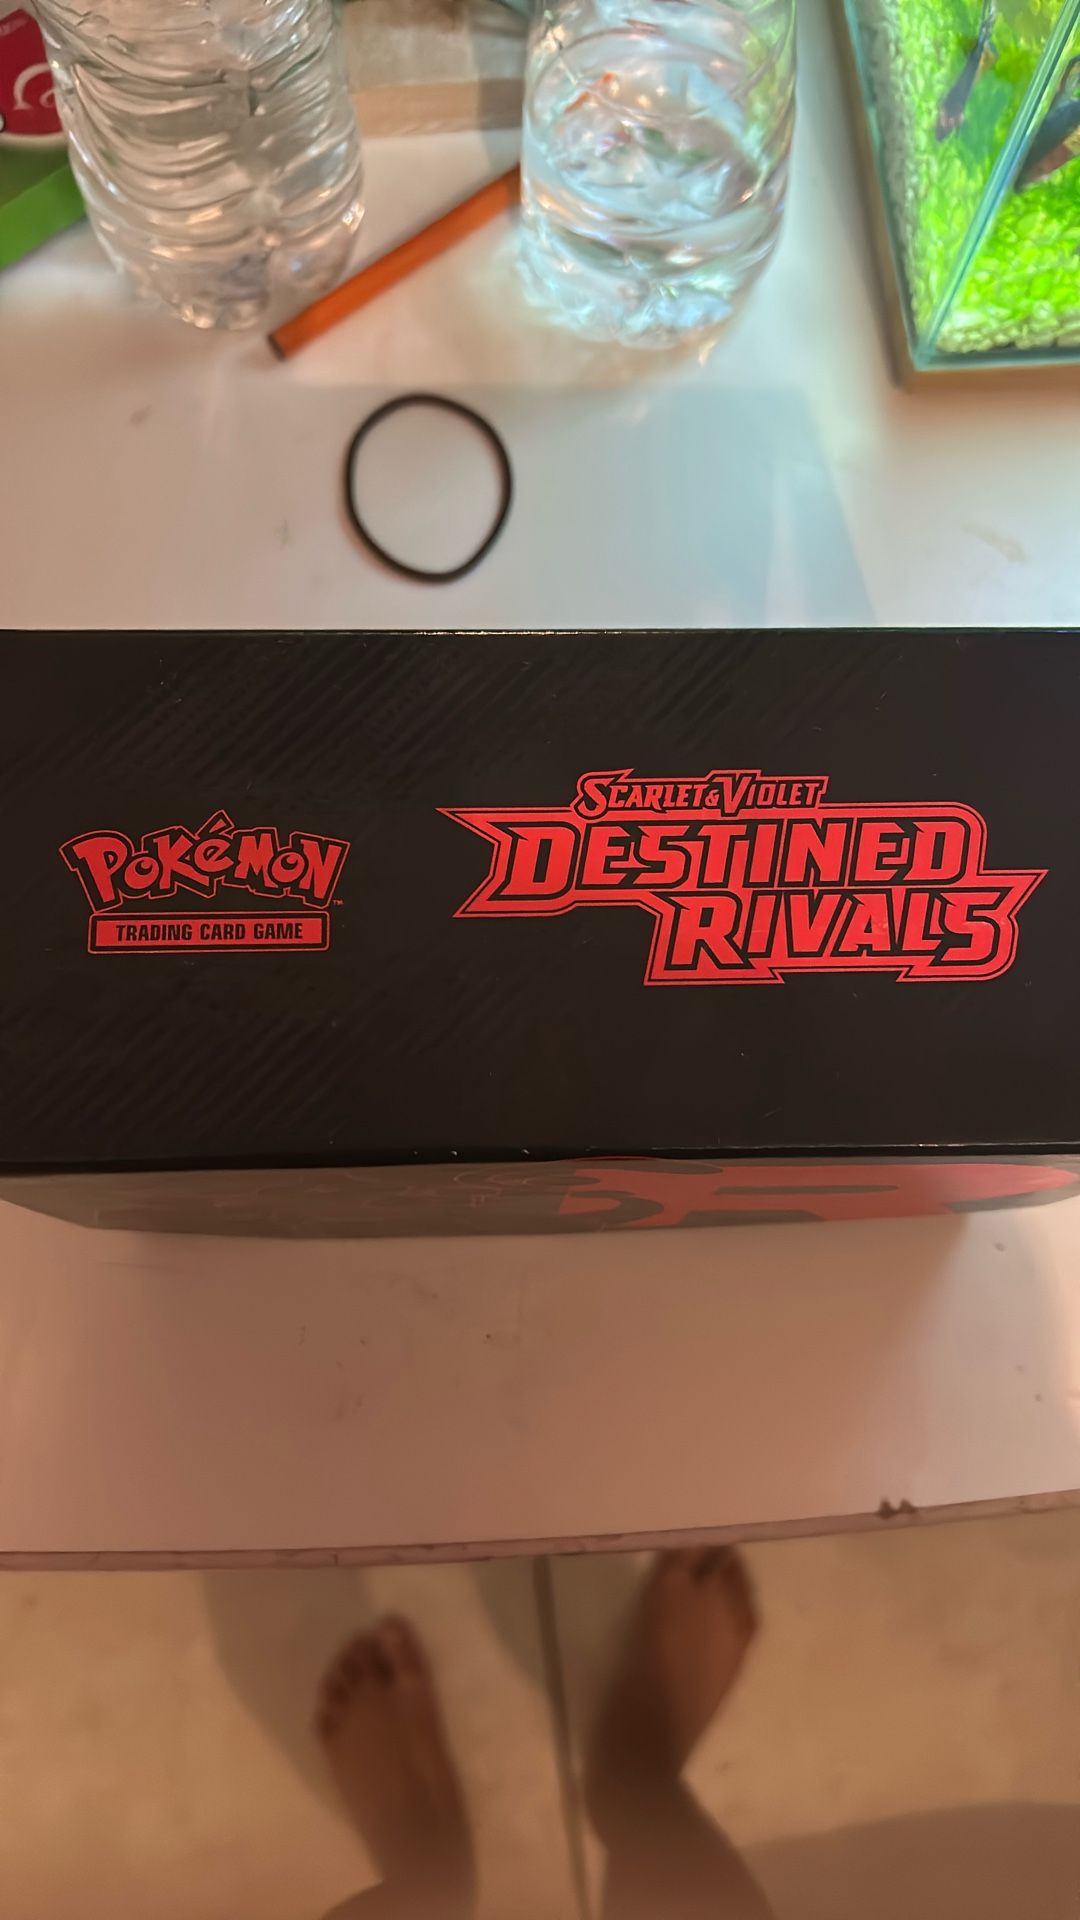 Pokémon
TRADING CARD GAME
SCARLET & VIOLET
DESTINED
RIVALS